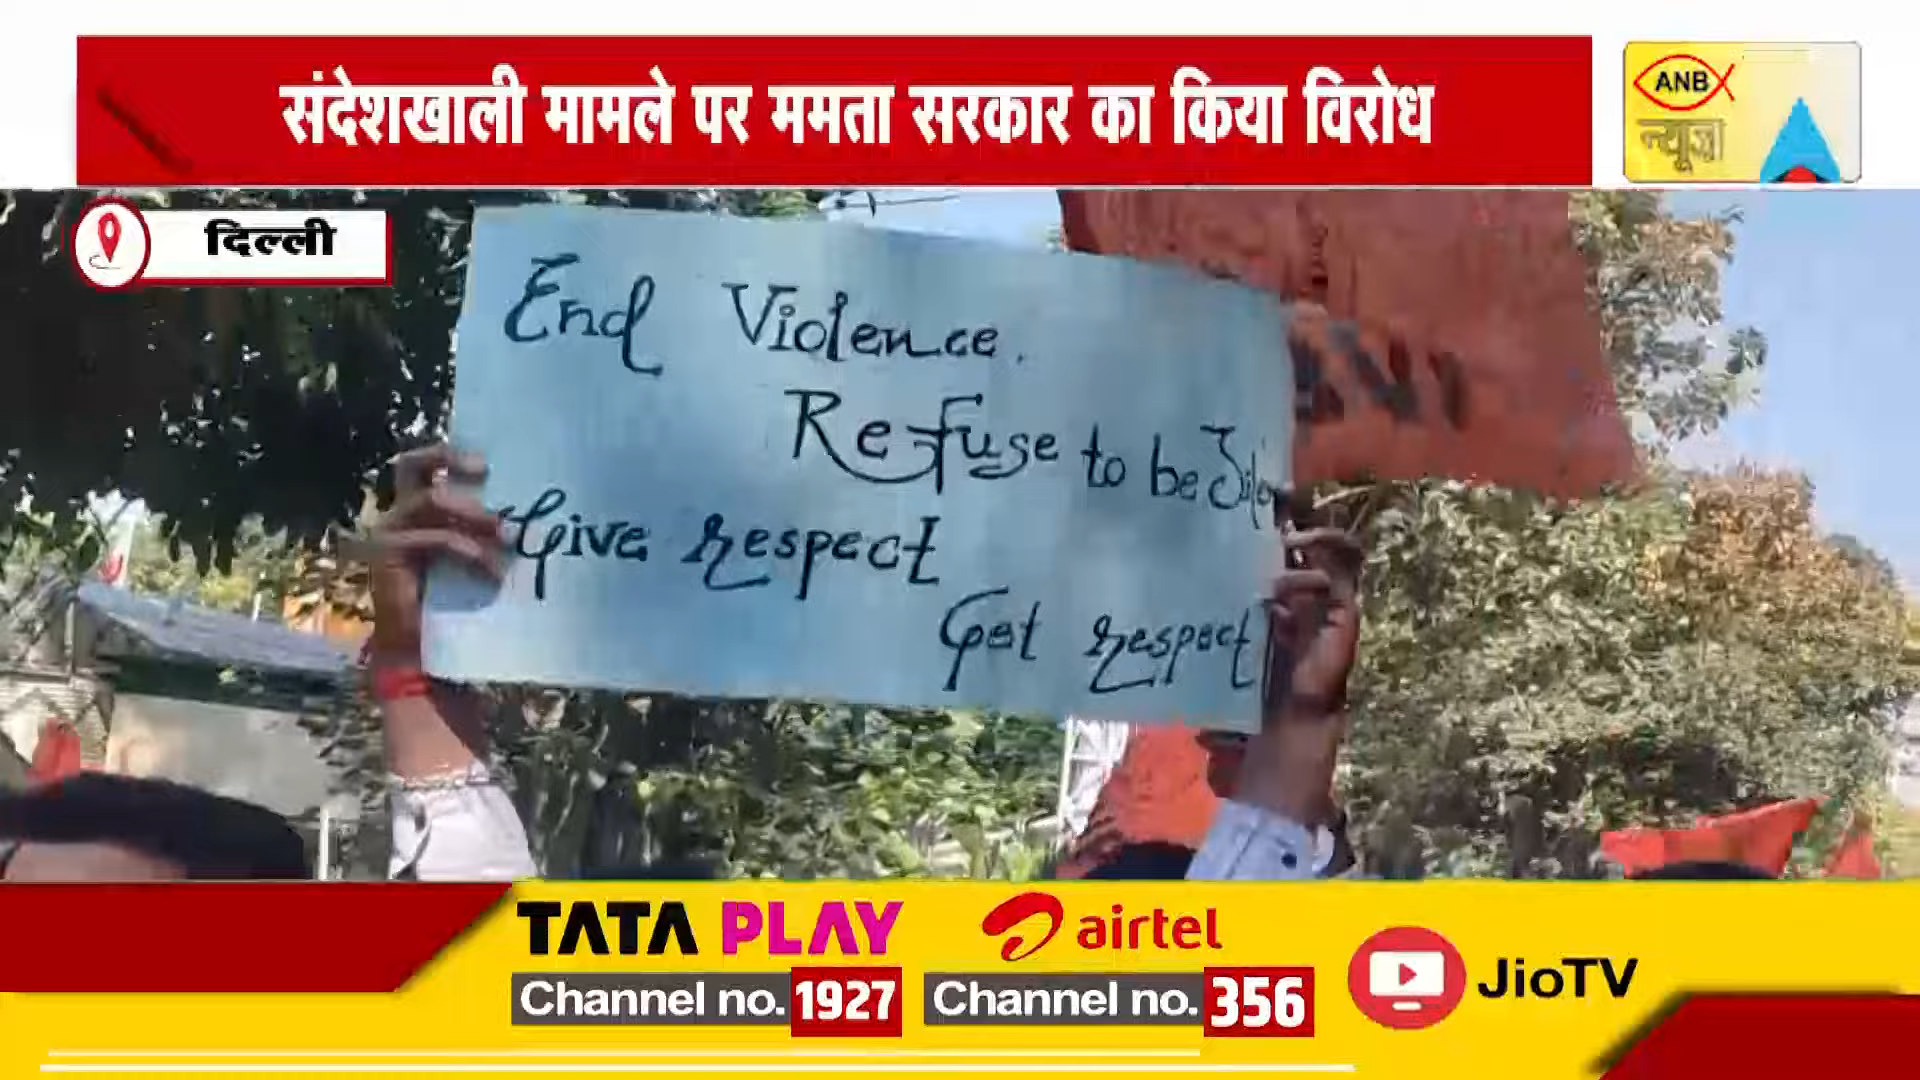 संदेशखाली मामले पर ममता सरकार का किया विरोध
ANB
न्यूज़
दिल्ली
End Violence.
Refuse to be
Give respect
Get respect
TATA PLAY
airtel
Channel no. 1927
Channel no. 356
JioTV